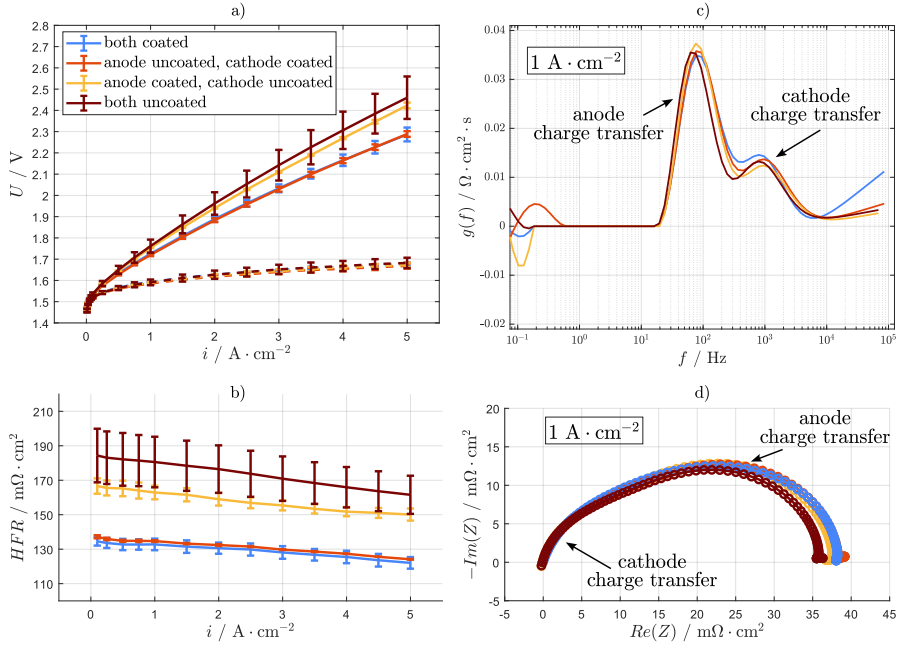 a)
2.8
2.7
2.6
2.5
2.4
2.3
2.2
2.1
2
1.9
1.8
1.7
1.6
1.5
1.4
U / V
both coated
anode uncoated, cathode coated
anode coated, cathode uncoated
both uncoated
0 1 2 3 4 5
i / A · cm⁻²
c)
0.04
0.03
0.02
0.01
0
-0.01
-0.02
g(f) / Ω · cm² · s
1 A · cm⁻²
anode
charge transfer
cathode
charge transfer
10⁻¹ 10⁰ 10¹ 10² 10³ 10⁴ 10⁵
f / Hz
b)
210
190
170
150
130
110
HFR / mΩ · cm²
0 1 2 3 4 5
i / A · cm⁻²
d)
20
15
10
5
0
-5
−Im(Z) / mΩ · cm²
1 A · cm⁻²
anode
charge transfer
cathode
charge transfer
-5 0 5 10 15 20 25 30 35 40 45
Re(Z) / mΩ · cm²